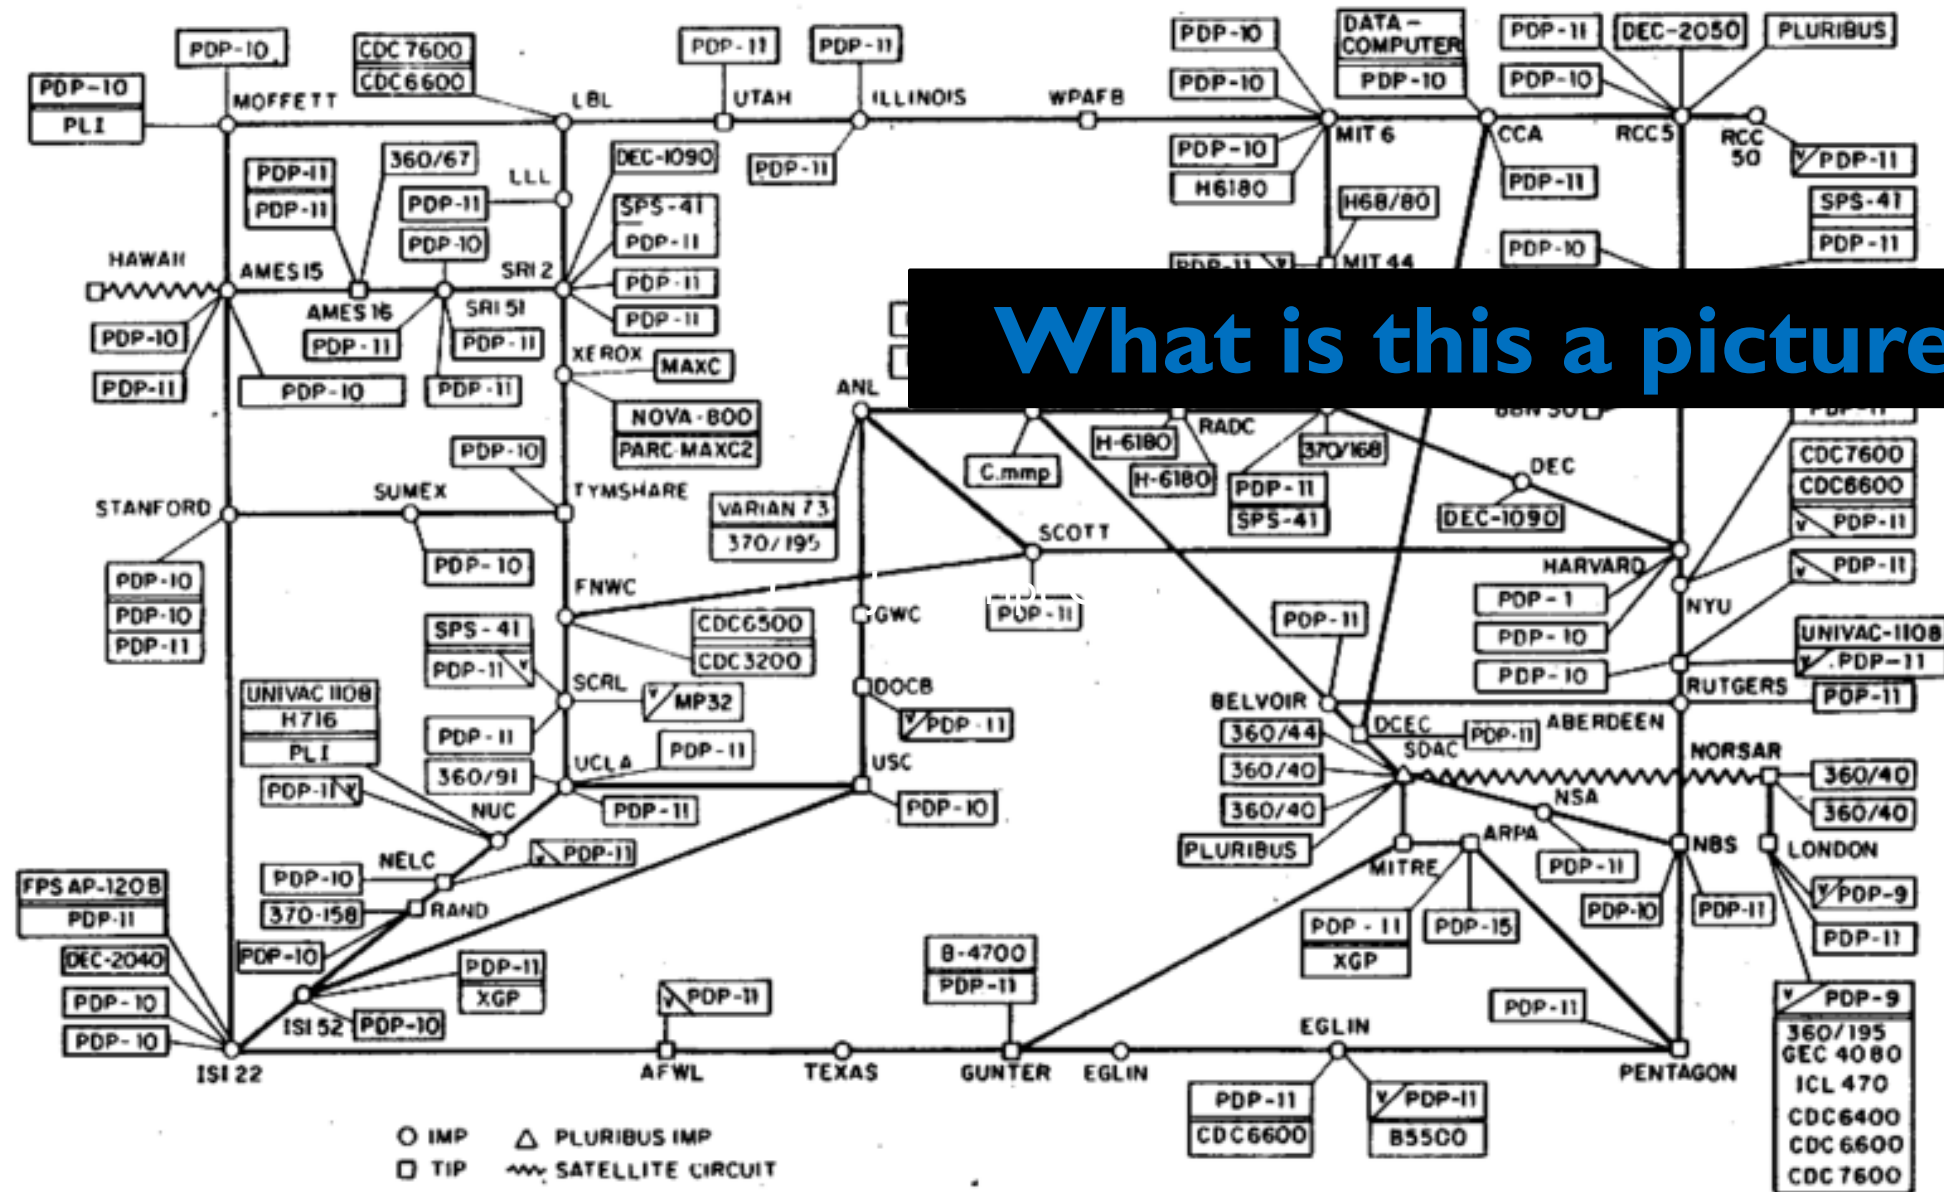 PDP-10
CDC 7600
CDC6600
PDP-11
PDP-11
PDP-10
PDP-10
DATA-
COMPUTER
PDP-10
PDP-11
PDP-10
DEC-2050
PLURIBUS
PDP-10
PLI
MOFFETT
LBL
UTAH
ILLINOIS
WPAFB
MIT 6
CCA
RCC5
RCC
50
PDP-11
PDP-11
PDP-11
360/67
LLL
PDP-11
DEC-1090
PDP-11
PDP-10
H6180
PDP-11
H68/80
SPS-41
PDP-11
PDP-10
SPS-41
PDP-11
PDP-11
PDP-11
PDP-10
HAWAII
AMES 15
AMES 16
SRI 51
SRI 2
PDP-11
MIT 44
What is this a picture
PDP-10
PDP-11
PDP-10
PDP-11
PDP-11
PDP-11
XEROX
MAXC
NOVA-800
PARC-MAXC2
ANL
RADC
BBN 30
PDP-11
C.mmp
H-6180
H-6180
370/168
PDP-11
SPS-41
DEC
DEC-1090
CDC7600
CDC6600
V PDP-11
V PDP-11
PDP-10
STANFORD
SUMEX
TYMSHARE
VARIAN 73
370/195
SCOTT
HARVARD
NYU
PDP-10
PDP-10
PDP-11
PDP-10
FNWC
CDC6500
CDC3200
GWC
PDP-11
PDP-11
PDP-1
PDP-10
PDP-10
UNIVAC-1108
V PDP-11
RUTGERS
PDP-11
SPS-41
PDP-11 V
SCRL
V MP32
DOCB
V PDP-11
BELVOIR
ABERDEEN
UNIVAC 1108
H716
PLI
PDP-11 V
PDP-11
360/91
UCLA
PDP-11
PDP-11
USC
PDP-10
360/44
360/40
360/40
PLURIBUS
DCEC
PDP-11
SDAC
NORSAR
360/40
360/40
NUC
NELC
V PDP-11
PDP-10
370-158
RAND
PDP-10
MITRE
ARPA
NSA
PDP-11
NBS
LONDON
V PDP-9
PDP-11
PDP-10
PDP-11
PDP-11
XGP
PDP-15
FPS AP-120B
PDP-11
DEC-2040
PDP-10
PDP-10
PDP-11
XGP
ISI 52
PDP-10
V PDP-11
B-4700
PDP-11
PDP-11
V PDP-9
360/195
GEC 4080
ICL 470
CDC6400
CDC6600
CDC7600
EGLIN
ISI 22
AFWL
TEXAS
GUNTER
EGLIN
PENTAGON
PDP-11
CDC6600
V PDP-11
B5500
IMP
PLURIBUS IMP
TIP
SATELLITE CIRCUIT